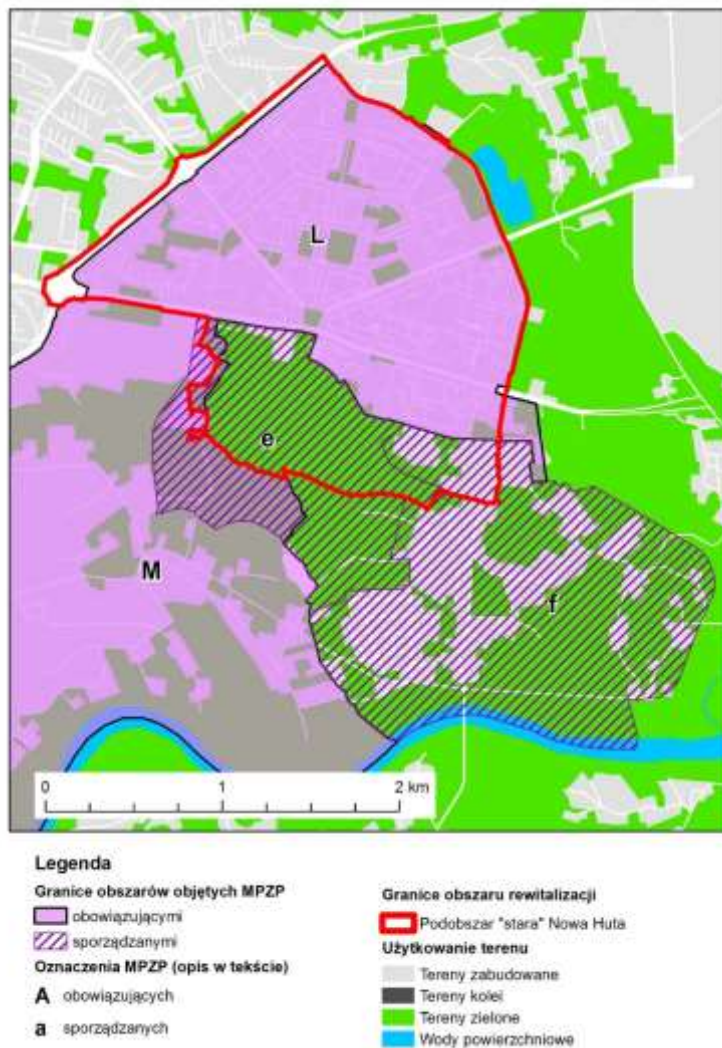 L
e
M
f
0 1 2 km
Legenda
Granice obszarów objętych MPZP
obowiązującymi
sporządzanymi
Oznaczenia MPZP (opis w tekście)
A obowiązujących
a sporządzanych
Granice obszaru rewitalizacji
Podobszar "stara" Nowa Huta
Użytkowanie terenu
Tereny zabudowane
Tereny kolei
Tereny zielone
Wody powierzchniowe